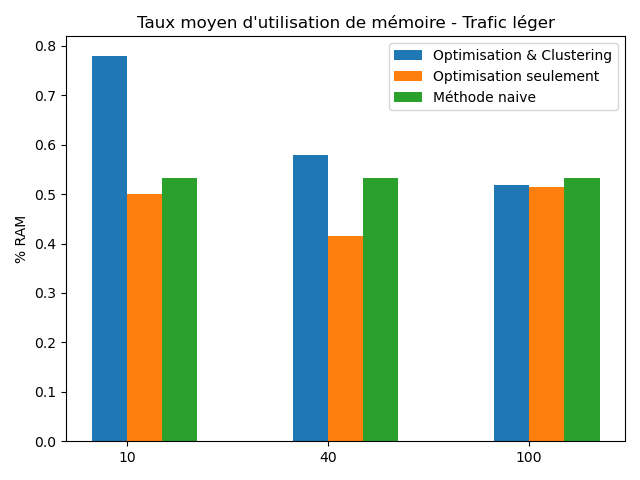 Taux moyen d'utilisation de mémoire - Trafic léger
Optimisation & Clustering
Optimisation seulement
Méthode naive
% RAM
0.8
0.7
0.6
0.5
0.4
0.3
0.2
0.1
0.0
10
40
100